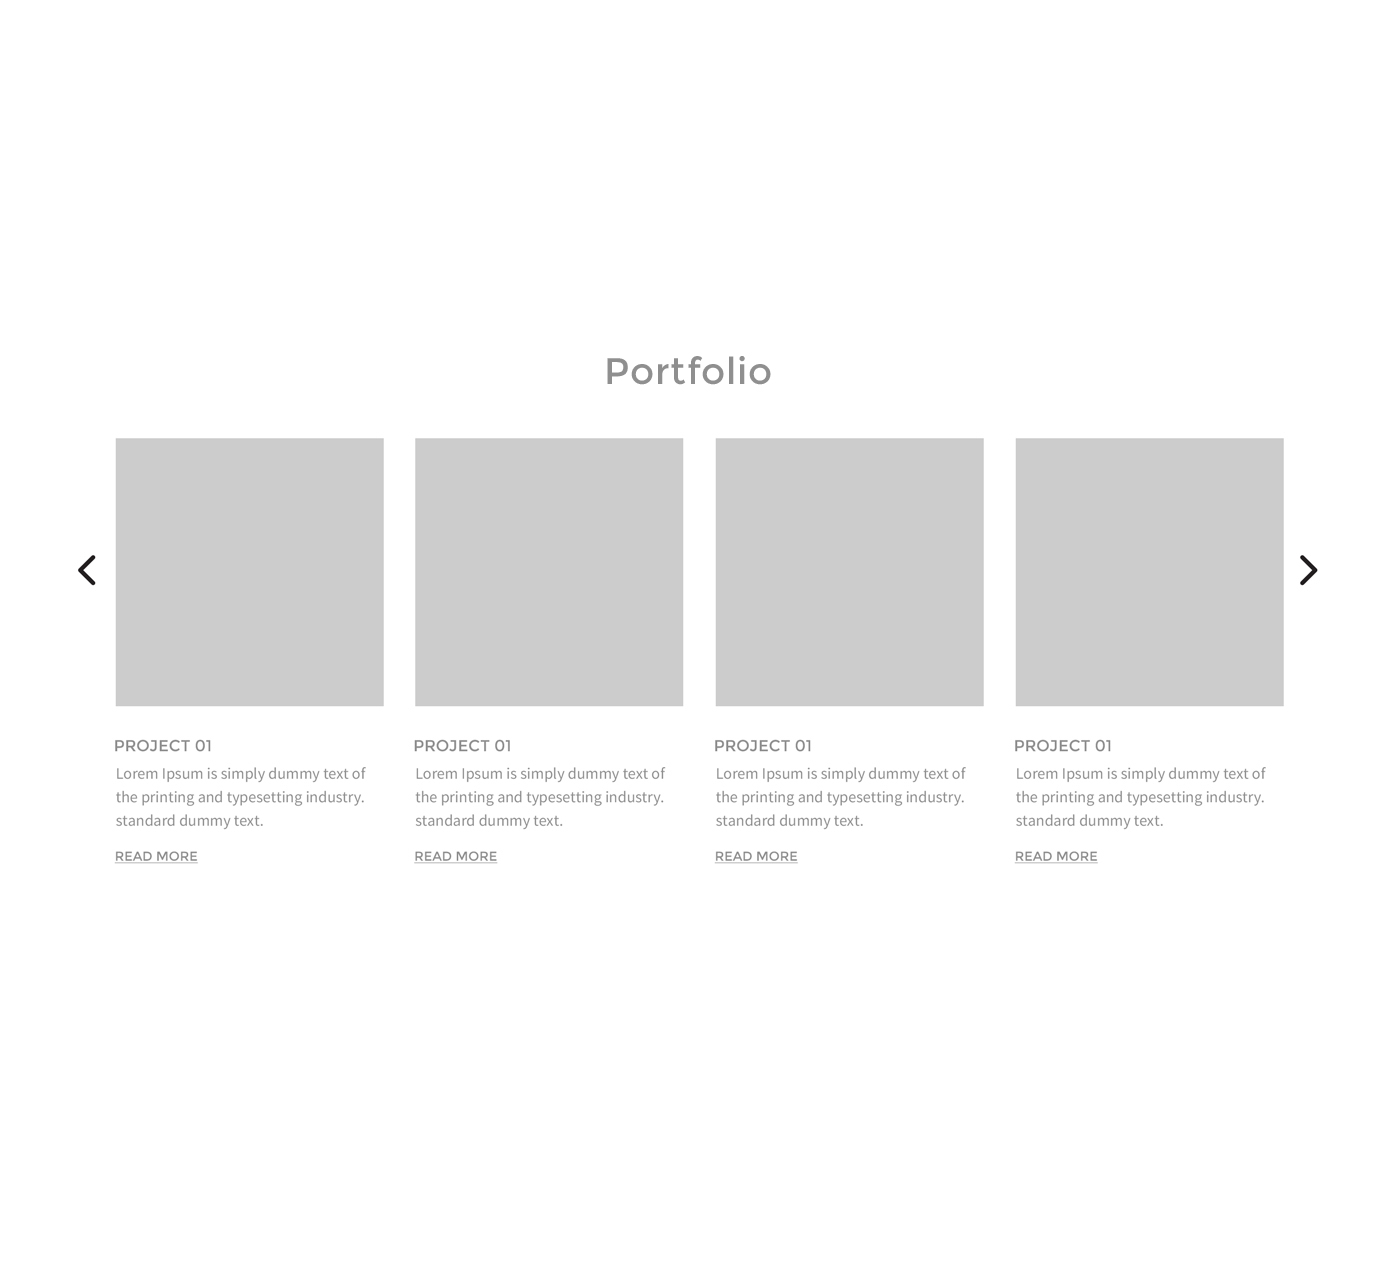 Portfolio
PROJECT 01
Lorem Ipsum is simply dummy text of
the printing and typesetting industry.
standard dummy text.
READ MORE
PROJECT 01
Lorem Ipsum is simply dummy text of
the printing and typesetting industry.
standard dummy text.
READ MORE
PROJECT 01
Lorem Ipsum is simply dummy text of
the printing and typesetting industry.
standard dummy text.
READ MORE
PROJECT 01
Lorem Ipsum is simply dummy text of
the printing and typesetting industry.
standard dummy text.
READ MORE